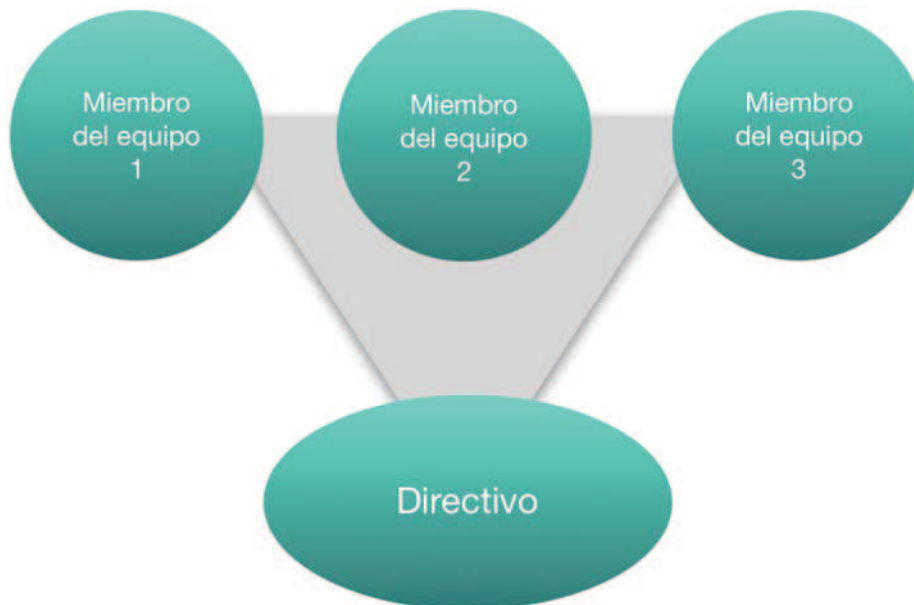 Miembro
del equipo
1
Miembro
del equipo
2
Miembro
del equipo
3
Directivo